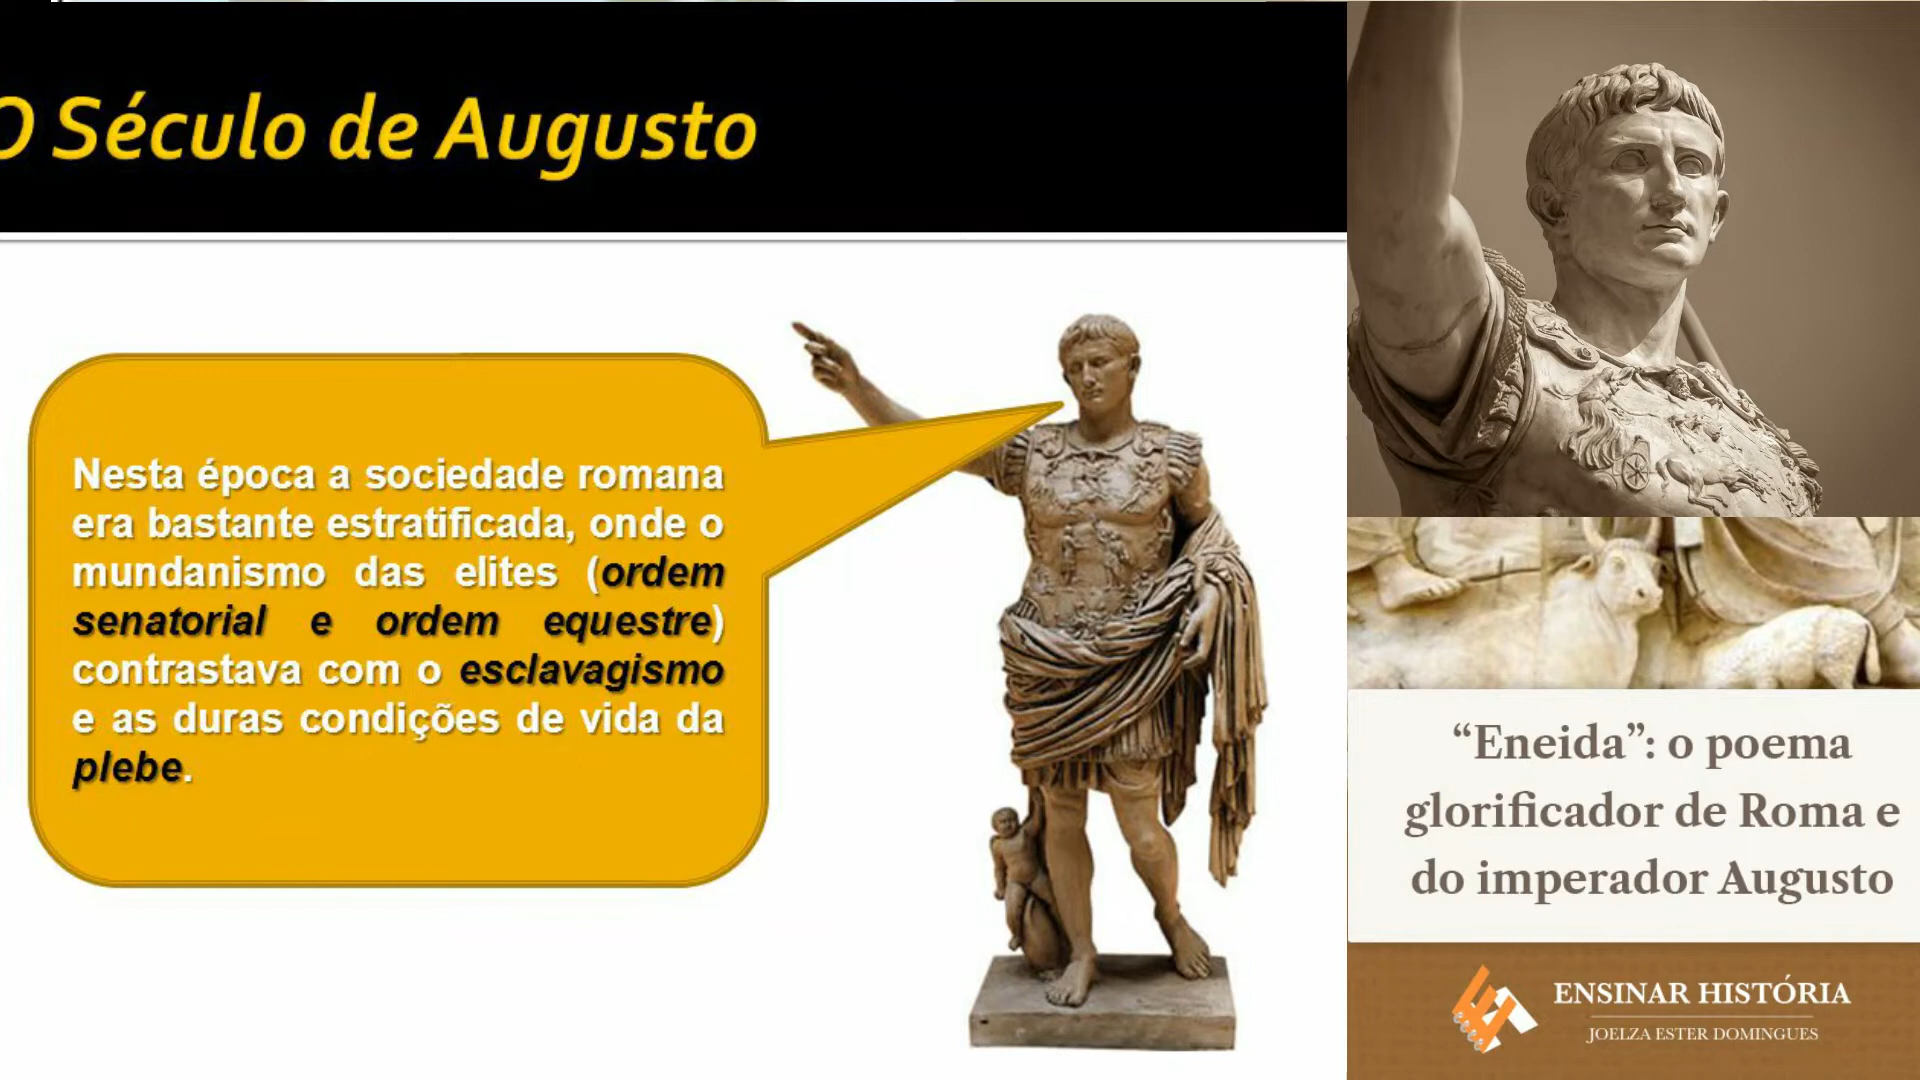 O Século de Augusto
Nesta época a sociedade romana
era bastante estratificada, onde o
mundanismo das elites (ordem
senatorial e ordem equestre)
contrastava com o esclavagismo
e as duras condições de vida da
plebe.
“Eneida”: o poema
glorificador de Roma e
do imperador Augusto
ENSINAR HISTÓRIA
JOELZA ESTER DOMINGUES